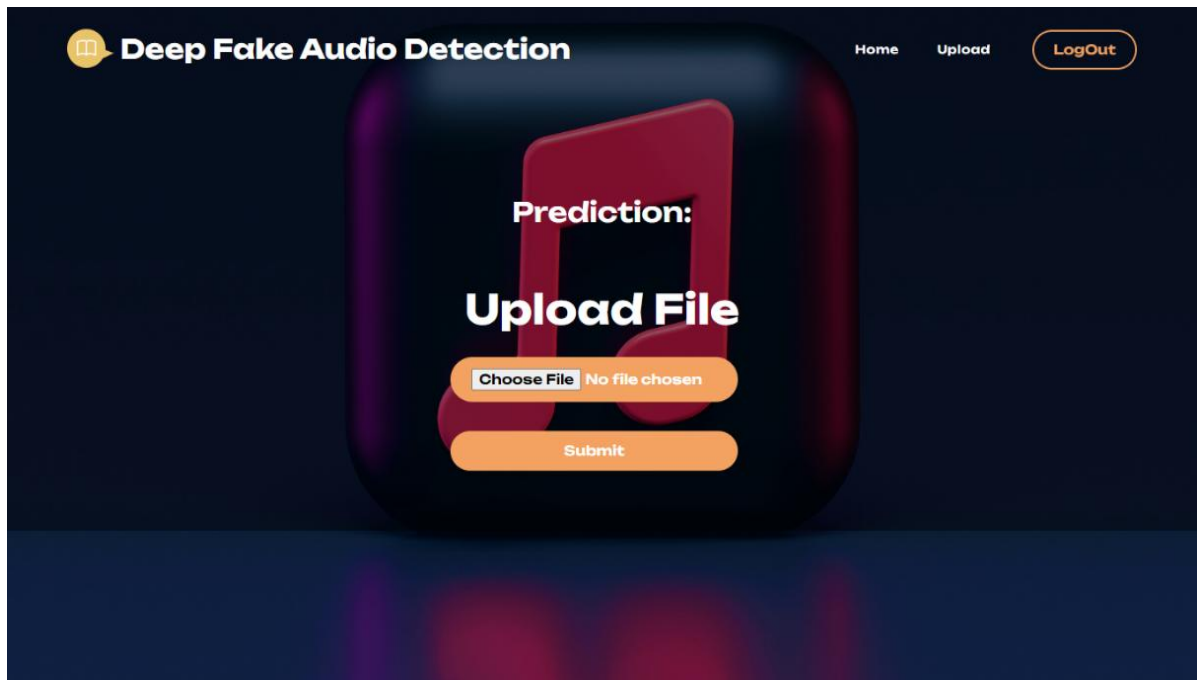 Deep Fake Audio Detection
Home Upload LogOut
Prediction:
Upload File
Choose File No file chosen
Submit